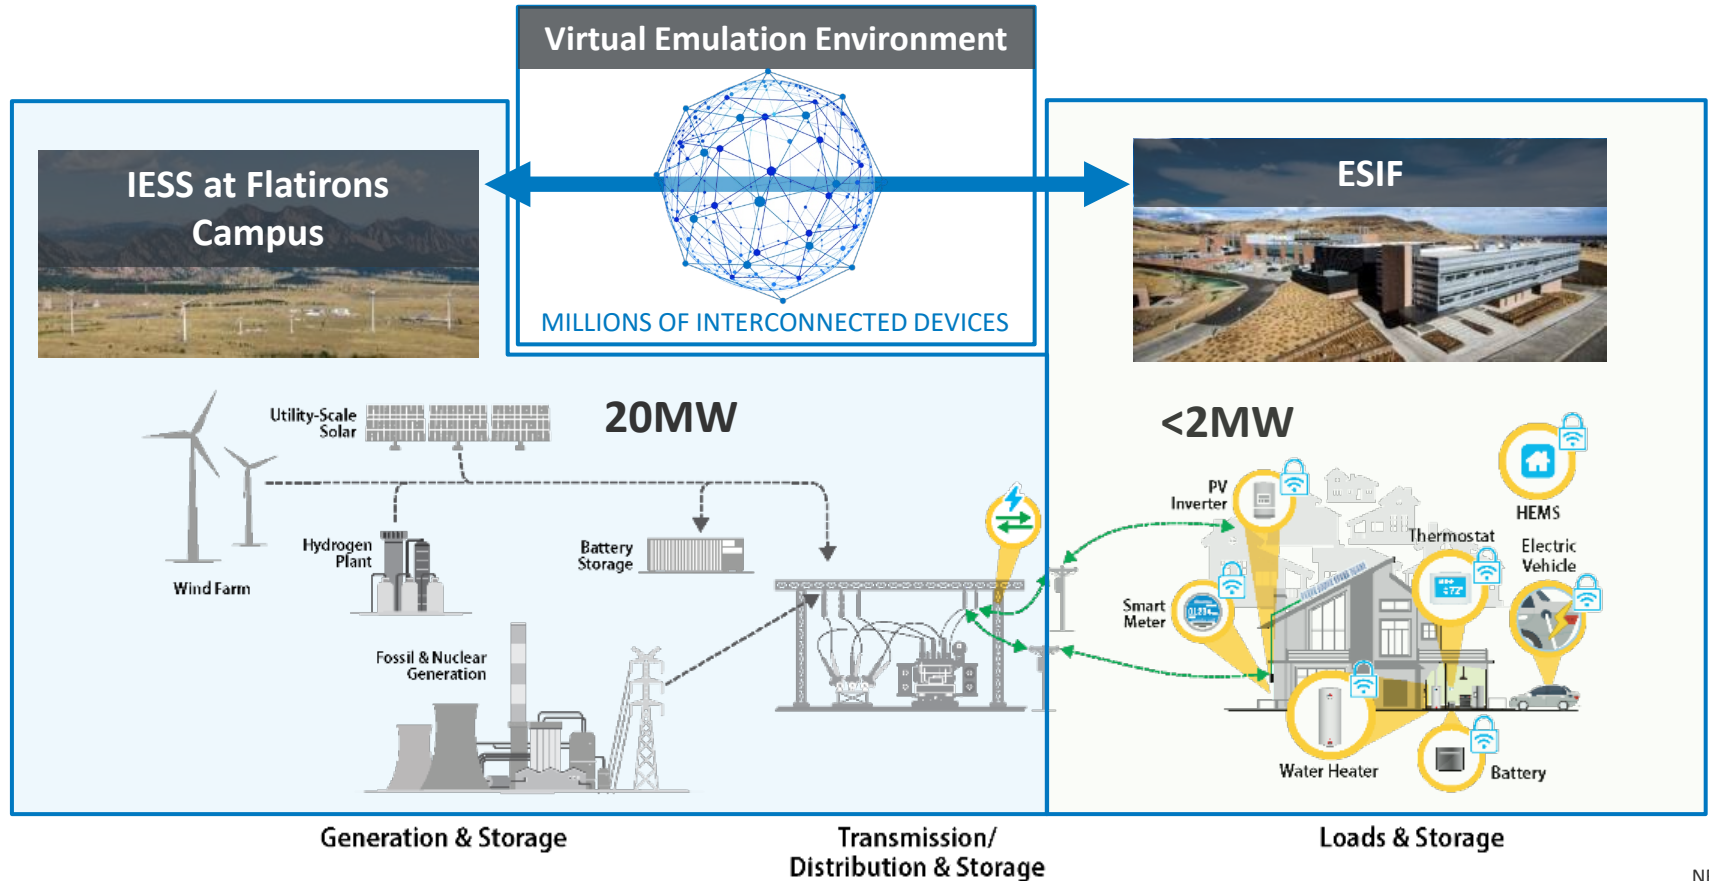 Virtual Emulation Environment
IESS at Flatirons
Campus
ESIF
MILLIONS OF INTERCONNECTED DEVICES
20MW
<2MW
Utility-Scale
Solar
Wind Farm
Hydrogen
Plant
Battery
Storage
Fossil & Nuclear
Generation
PV
Inverter
HEMS
Thermostat
Electric
Vehicle
Smart
Meter
Water Heater
Battery
Generation & Storage
Transmission/
Distribution & Storage
Loads & Storage